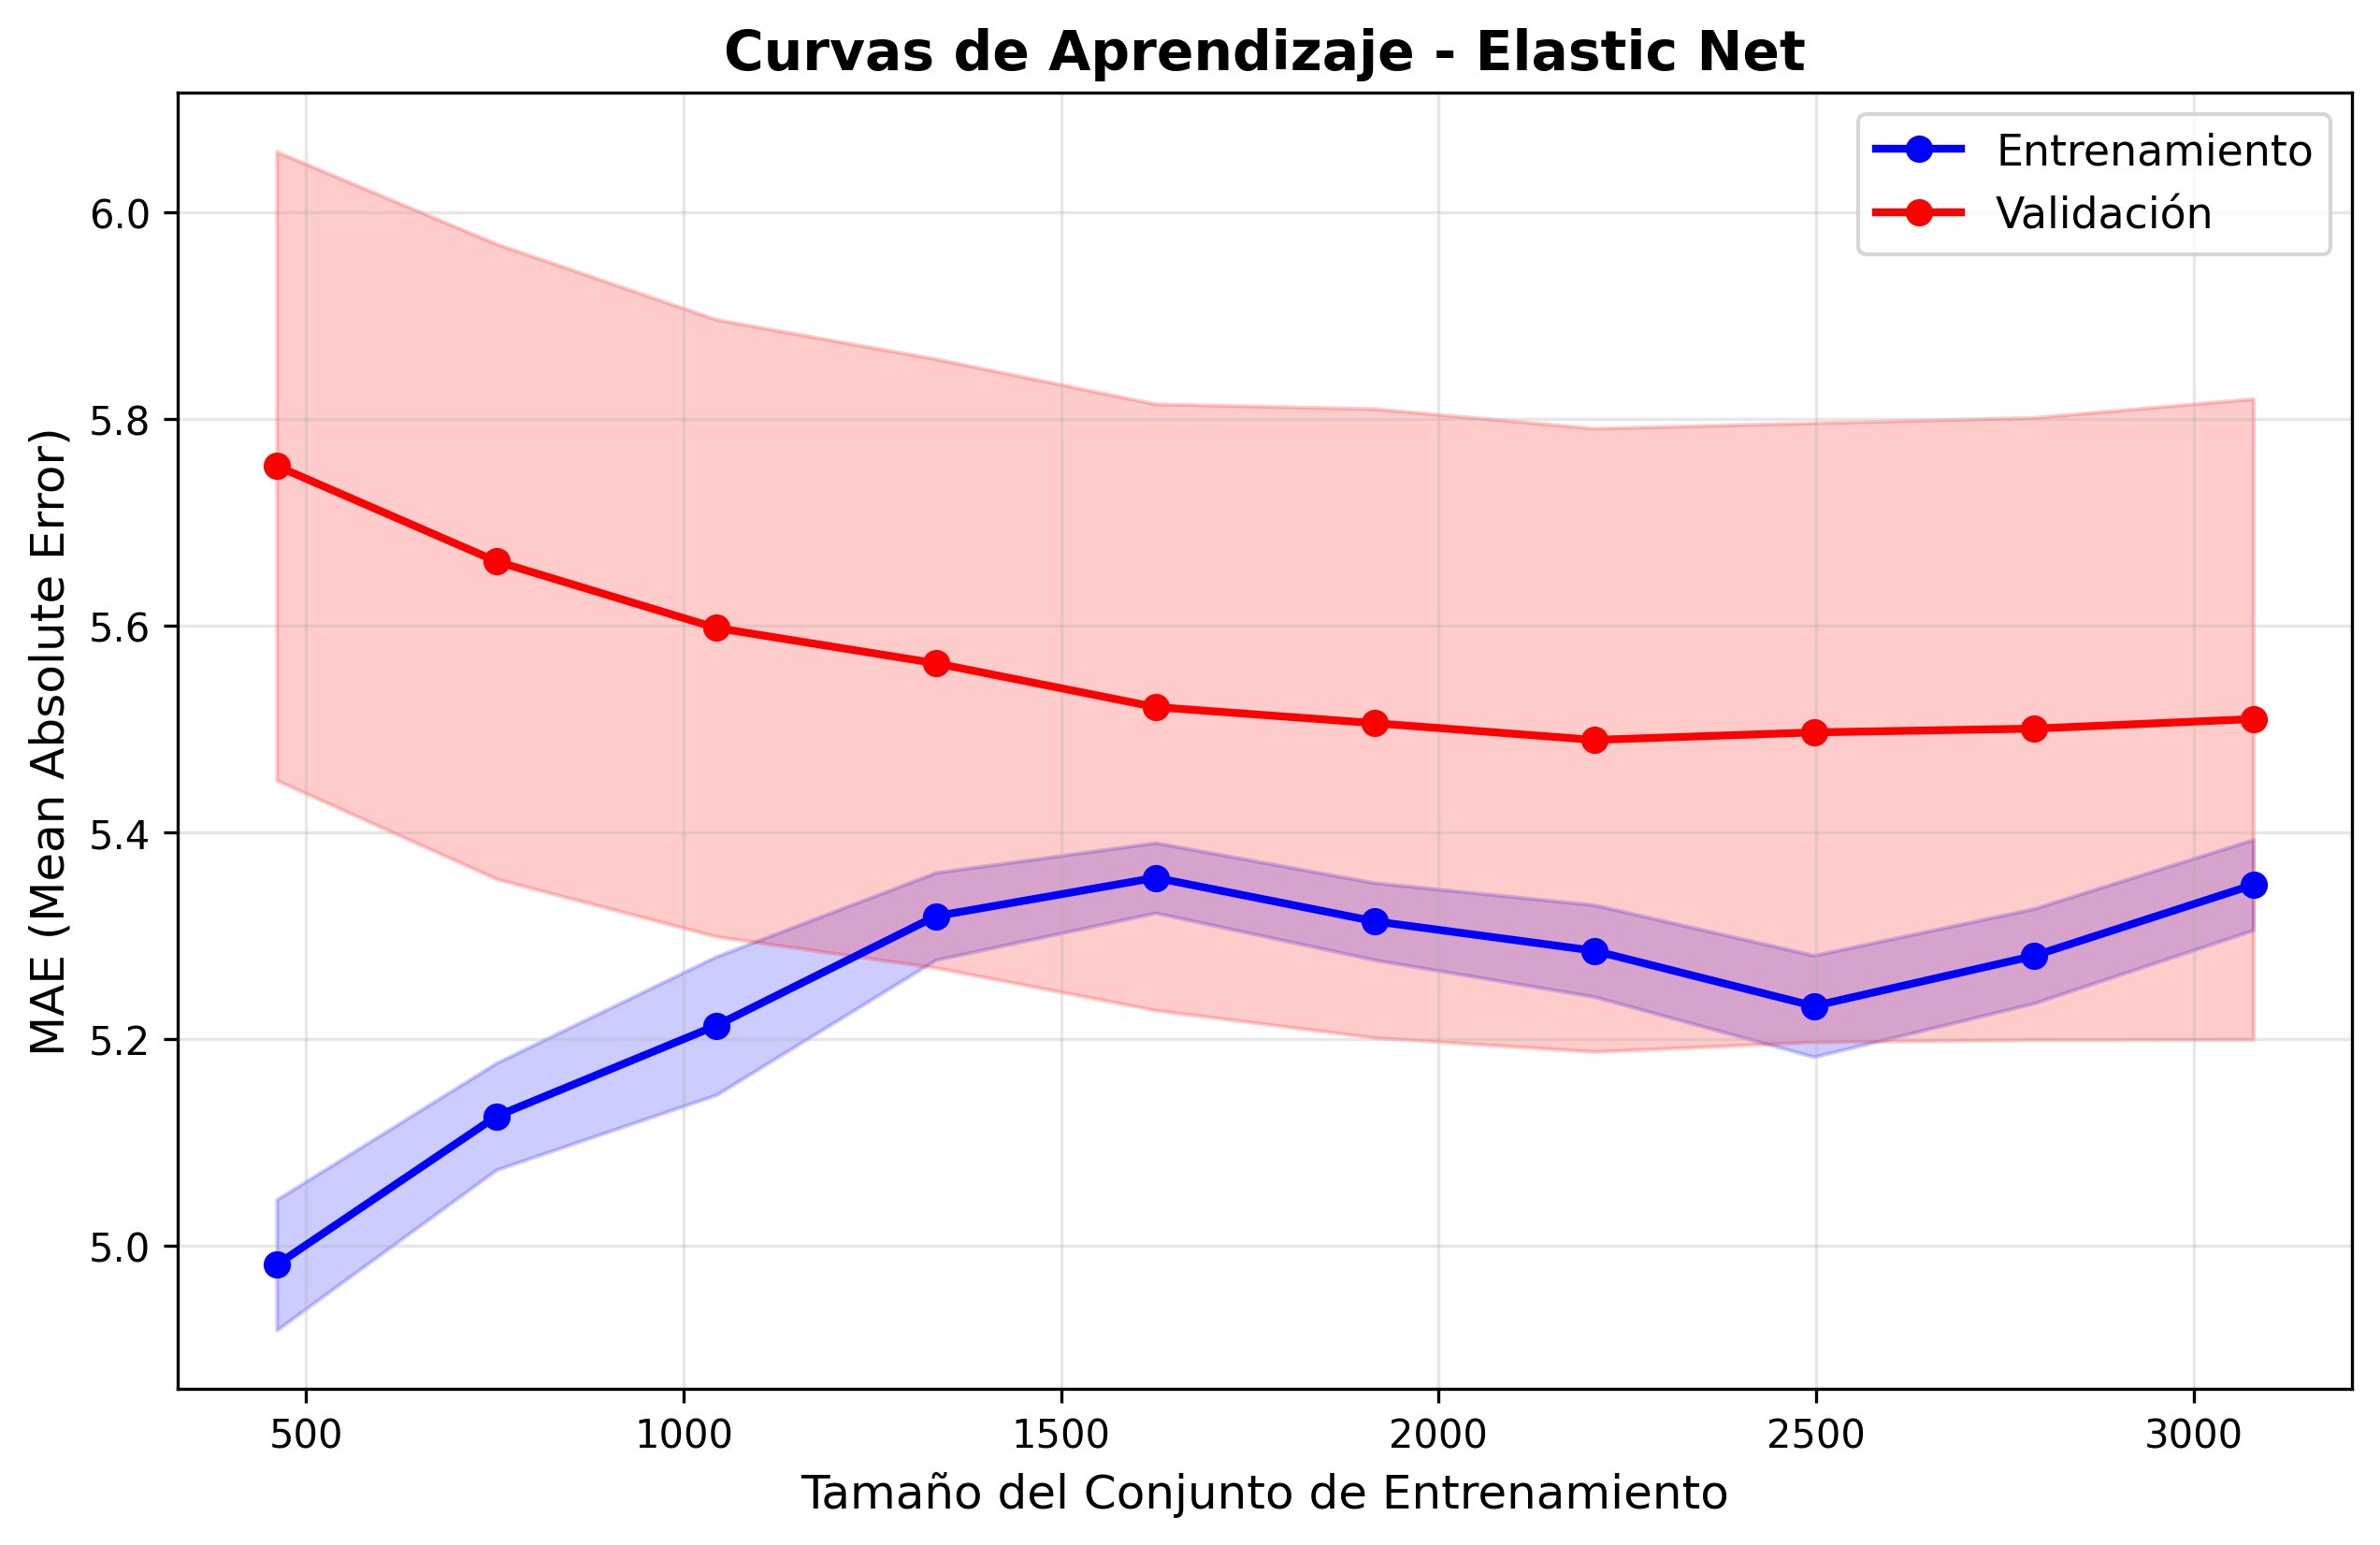 Curvas de Aprendizaje - Elastic Net
Entrenamiento
Validación
MAE (Mean Absolute Error)
6.0
5.8
5.6
5.4
5.2
5.0
500 1000 1500 2000 2500 3000
Tamaño del Conjunto de Entrenamiento